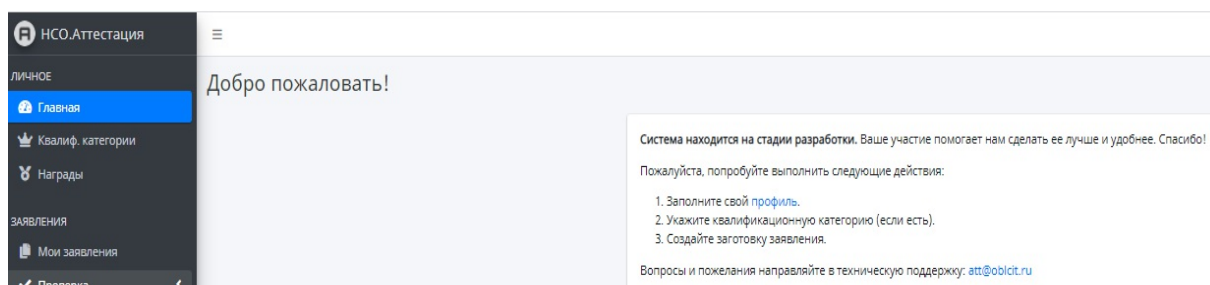 НСО.Аттестация
ЛИЧНОЕ
Главная
Квалиф. категории
Награды
ЗАЯВЛЕНИЯ
Мои заявления
Проверка
Добро пожаловать!
Система находится на стадии разработки. Ваше участие помогает нам сделать ее лучше и удобнее. Спасибо!
Пожалуйста, попробуйте выполнить следующие действия:
1. Заполните свой профиль.
2. Укажите квалификационную категорию (если есть).
3. Создайте заготовку заявления.
Вопросы и пожелания направляйте в техническую поддержку: att@oblcit.ru